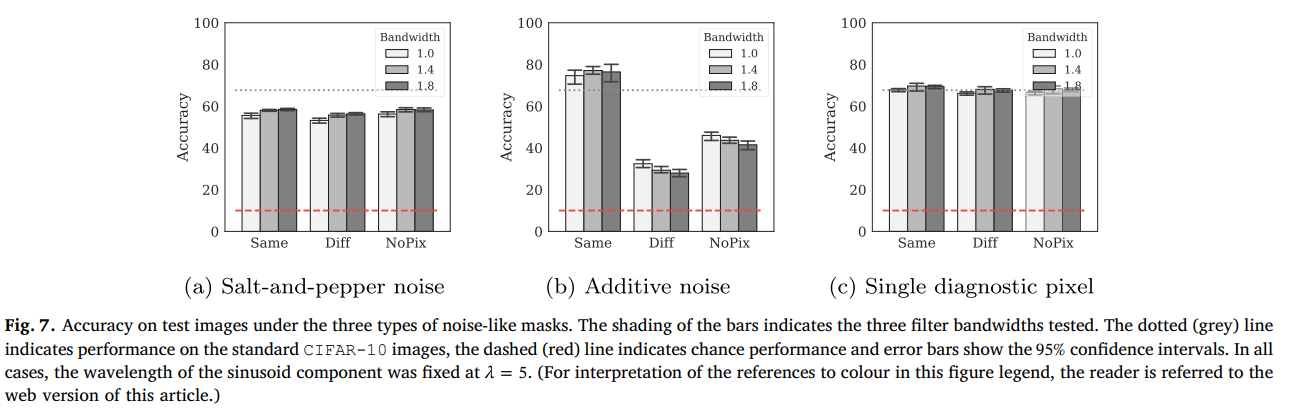 100
80
60
40
20
0
Accuracy
Bandwidth
1.0
1.4
1.8
Same Diff NoPix
(a) Salt-and-pepper noise
100
80
60
40
20
0
Accuracy
Bandwidth
1.0
1.4
1.8
Same Diff NoPix
(b) Additive noise
100
80
60
40
20
0
Accuracy
Bandwidth
1.0
1.4
1.8
Same Diff NoPix
(c) Single diagnostic pixel
Fig. 7. Accuracy on test images under the three types of noise-like masks. The shading of the bars indicates the three filter bandwidths tested. The dotted (grey) line
indicates performance on the standard CIFAR-10 images, the dashed (red) line indicates chance performance and error bars show the 95% confidence intervals. In all
cases, the wavelength of the sinusoid component was fixed at λ = 5. (For interpretation of the references to colour in this figure legend, the reader is referred to the
web version of this article.)